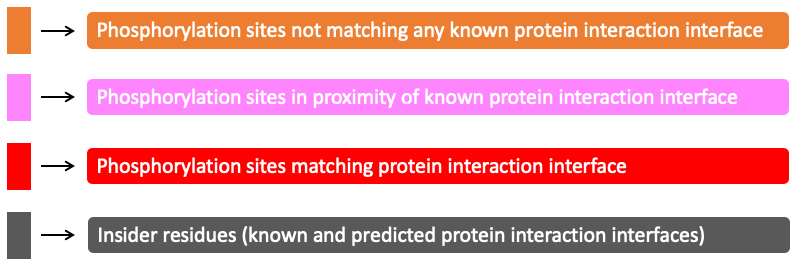 Phosphorylation sites not matching any known protein interaction interface
Phosphorylation sites in proximity of known protein interaction interface
Phosphorylation sites matching protein interaction interface
Insider residues (known and predicted protein interaction interfaces)